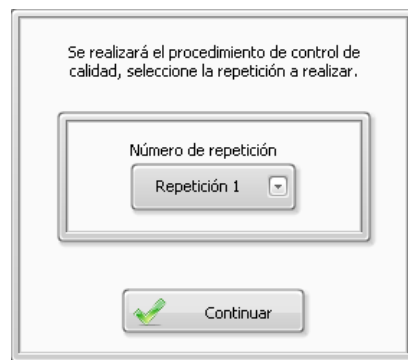 Se realizará el procedimiento de control de
calidad, seleccione la repetición a realizar.
Número de repetición
Repetición 1
Continuar